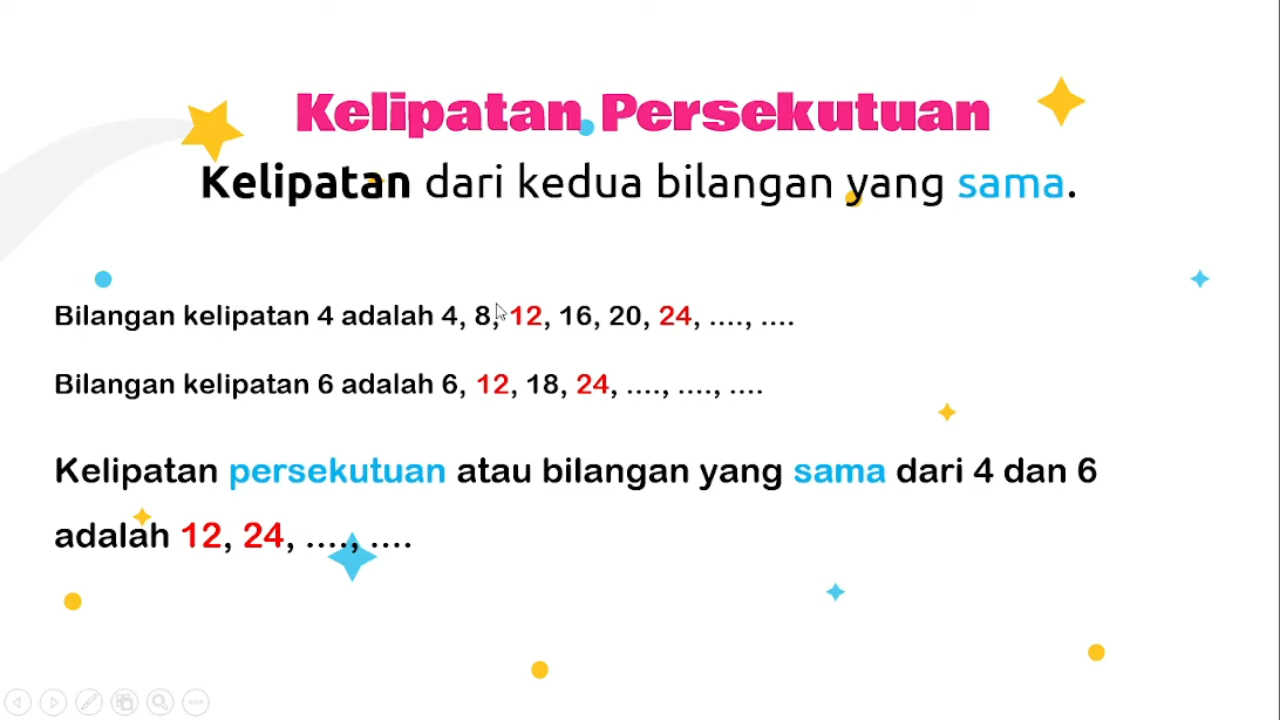 Kelipatan Persekutuan
Kelipatan dari kedua bilangan yang sama.
Bilangan kelipatan 4 adalah 4, 8, 12, 16, 20, 24, ...., ....
Bilangan kelipatan 6 adalah 6, 12, 18, 24, ...., ...., ....
Kelipatan persekutuan atau bilangan yang sama dari 4 dan 6
adalah 12, 24, ...., ....